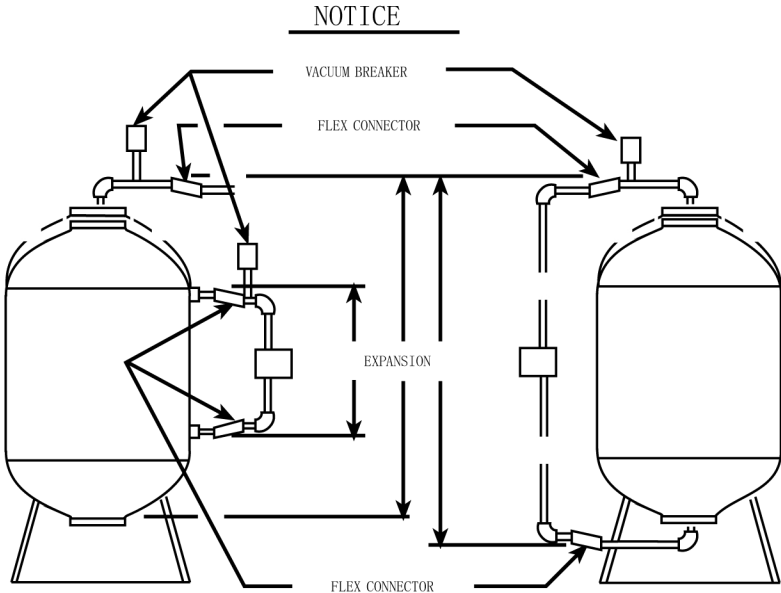 NOTICE
VACUUM BREAKER
FLEX CONNECTOR
EXPANSION
FLEX CONNECTOR